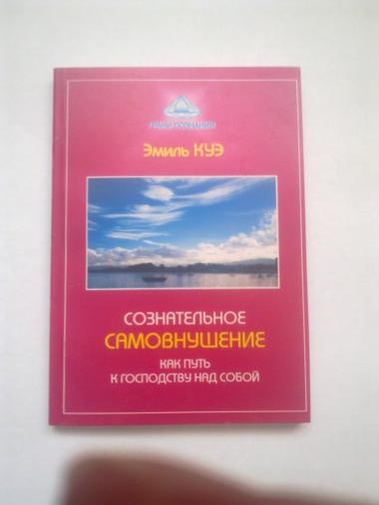 Эмиль КУЭ
СОЗНАТЕЛЬНОЕ
САМОВНУШЕНИЕ
КАК ПУТЬ
К ГОСПОДСТВУ НАД СОБОЙ